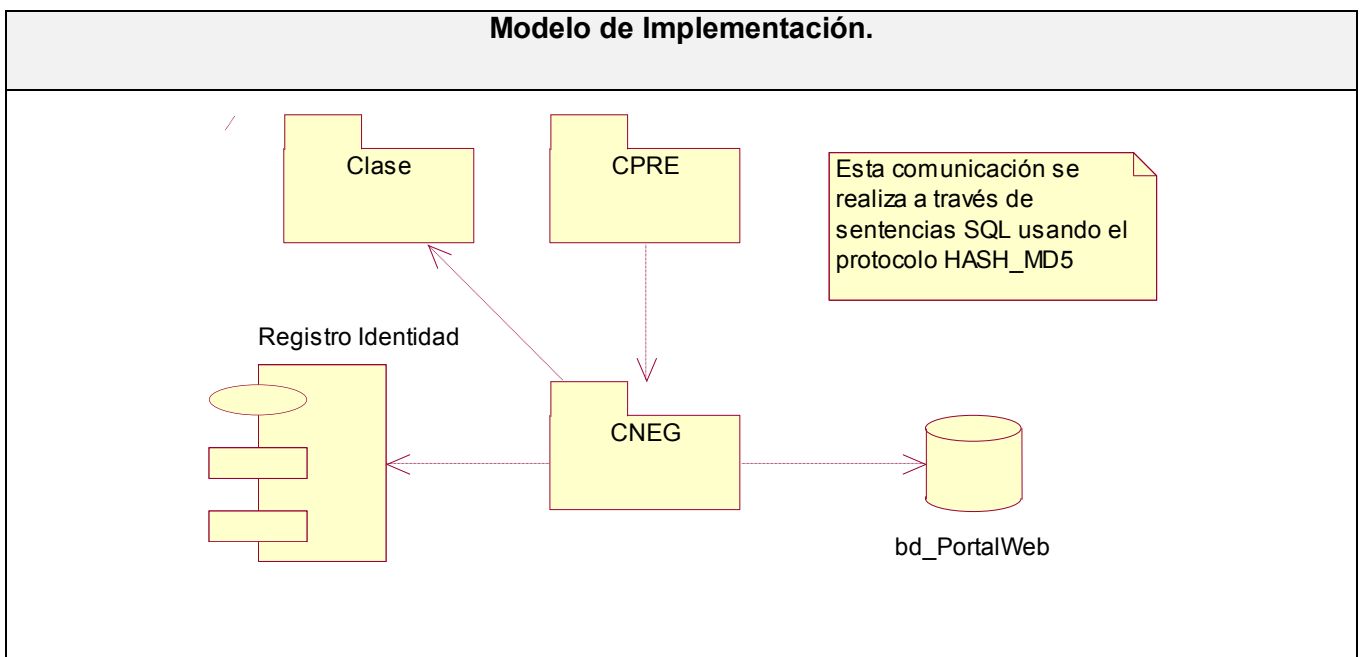 Modelo de Implementación.
Clase
CPRE
Esta comunicación se
realiza a través de
sentencias SQL usando el
protocolo HASH_MD5
Registro Identidad
CNEG
bd_PortalWeb